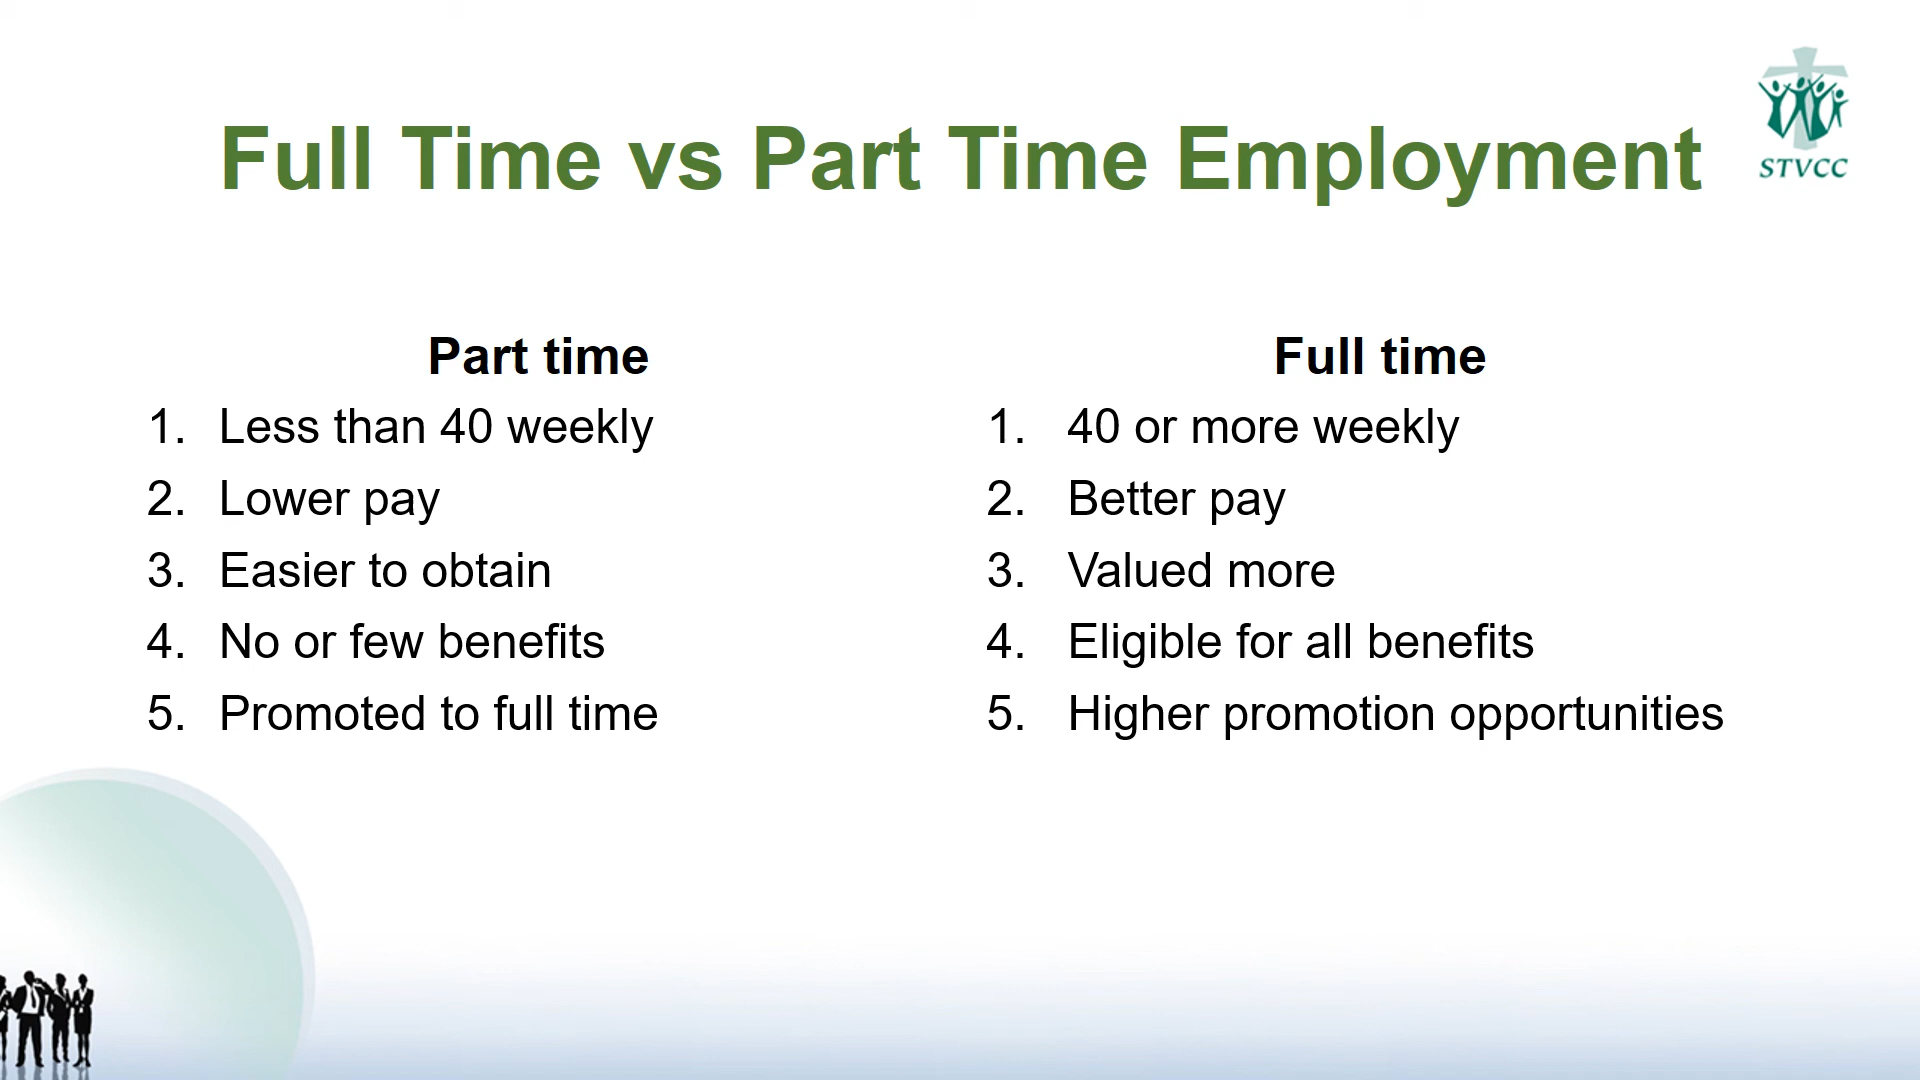 Full Time vs Part Time Employment
STVCC
Part time
1. Less than 40 weekly
2. Lower pay
3. Easier to obtain
4. No or few benefits
5. Promoted to full time
Full time
1. 40 or more weekly
2. Better pay
3. Valued more
4. Eligible for all benefits
5. Higher promotion opportunities